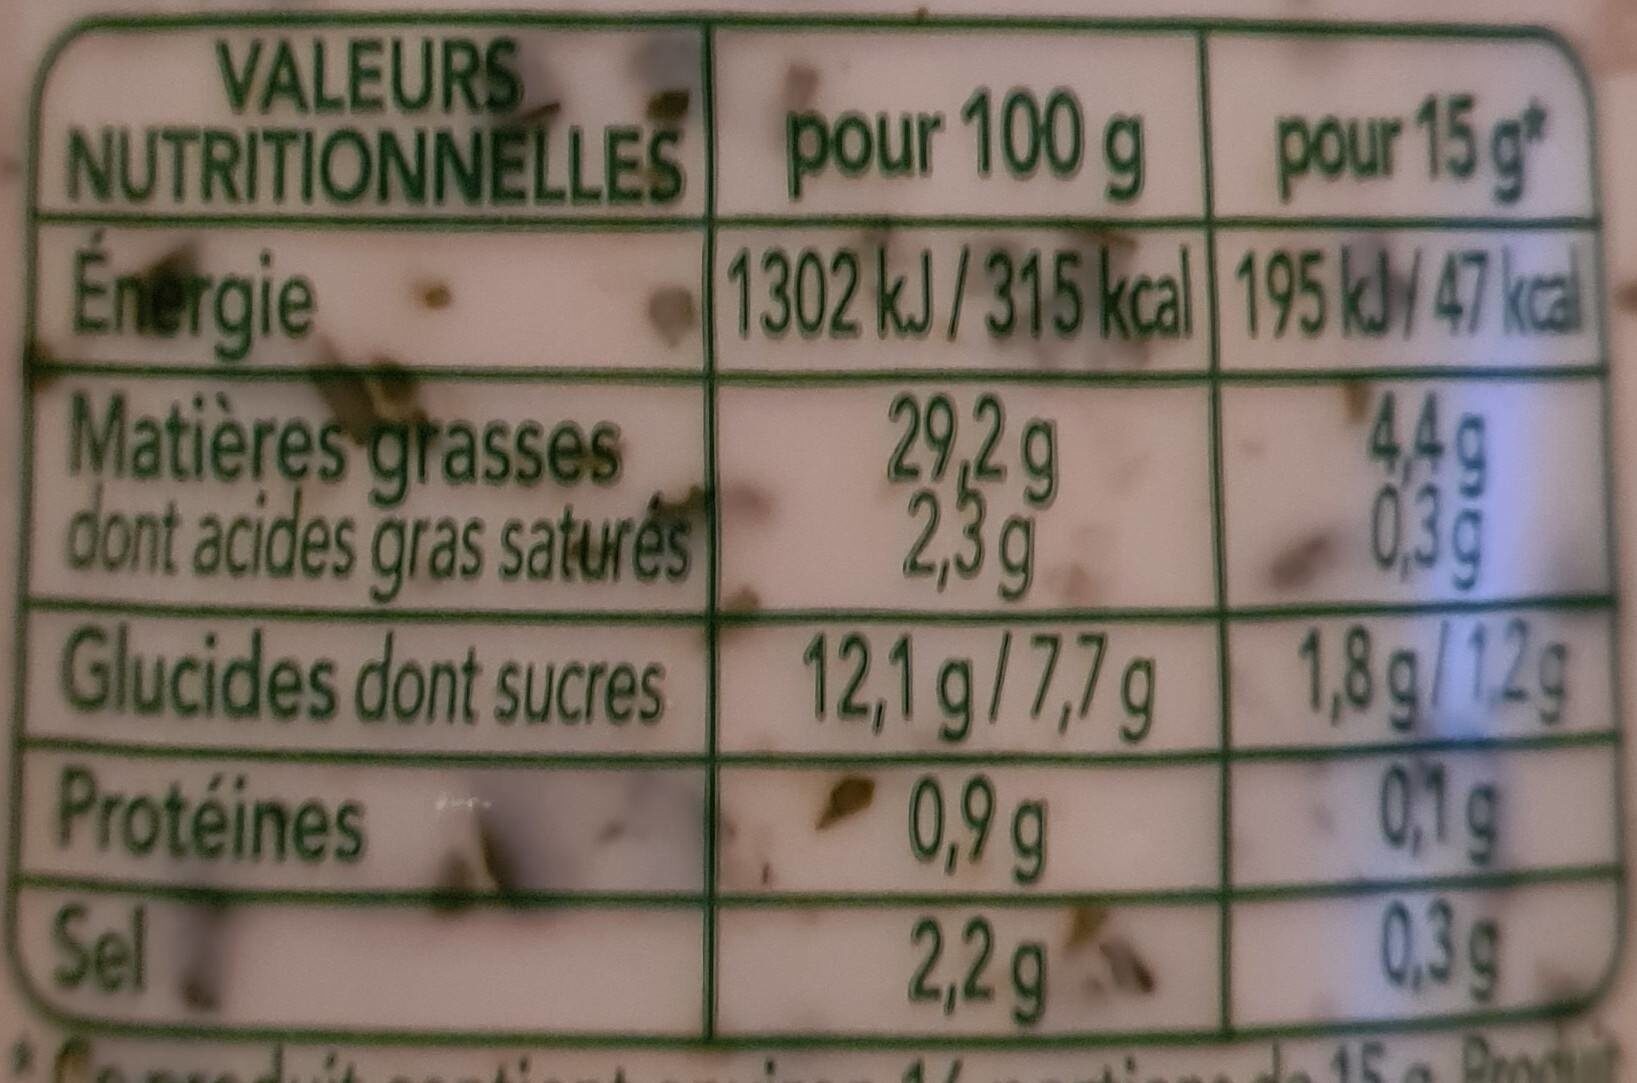 VALEURS
NUTRITIONNELLES pour 100 g pour 15 g*
Énergie 1302 kJ / 315 kcal 195 kJ / 47 kcal
Matières grasses 29,2 g 4,4 g
dont acides gras saturés 2,3 g 0,3 g
Glucides dont sucres 12,1 g / 7,7 g 1,8 g / 1,2 g
Protéines 0,9 g 0,1 g
Sel 2,2 g 0,3 g